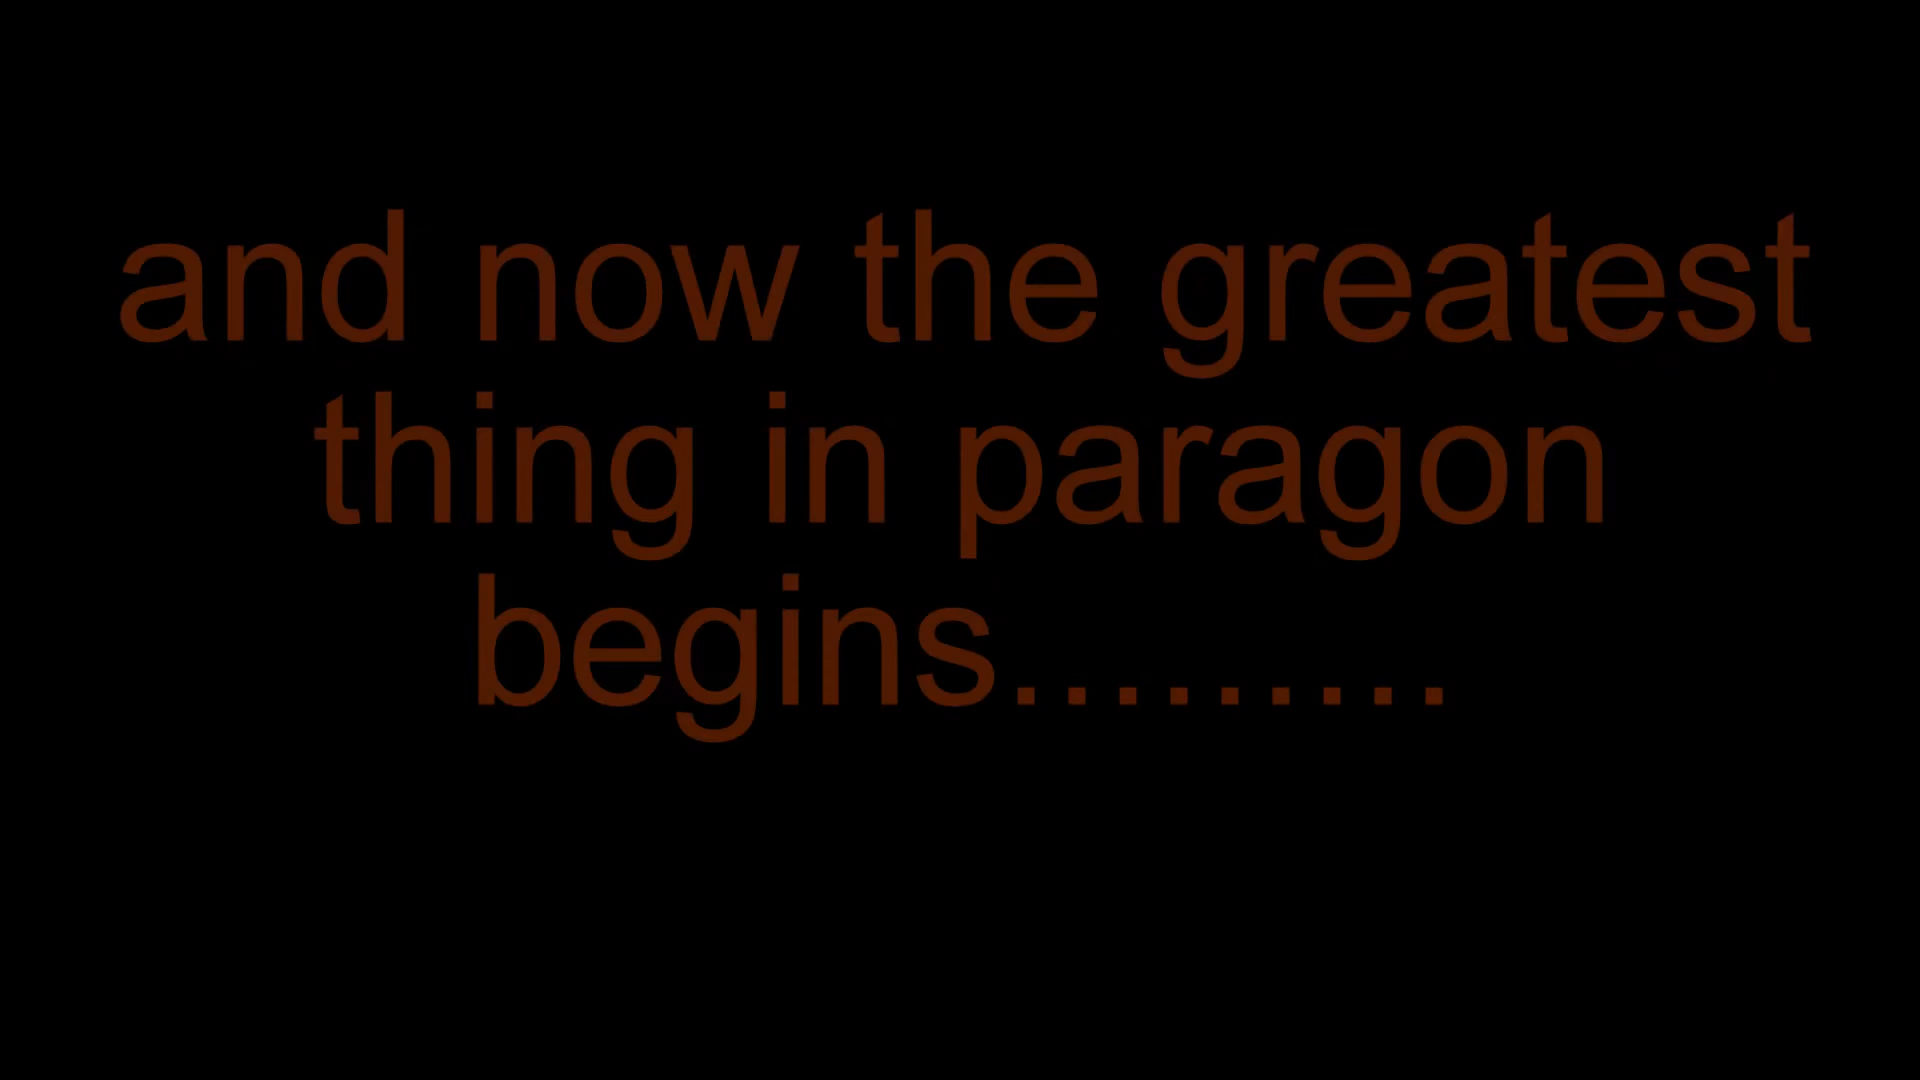 and now the greatest
thing in paragon
begins.........